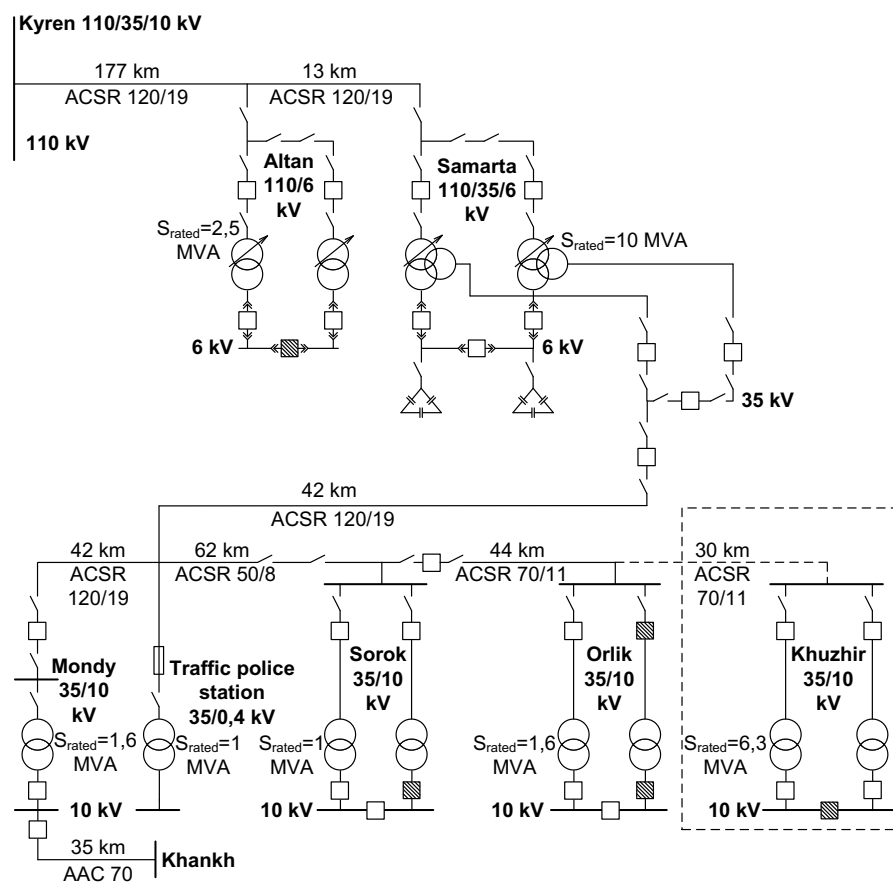 Kyren 110/35/10 kV
177 km
ACSR 120/19
13 km
ACSR 120/19
110 kV
Altan
110/6
kV
Samarta
110/35/6
kV
S_rated=2,5
MVA
S_rated=10 MVA
6 kV
6 kV
35 kV
42 km
ACSR 120/19
42 km
ACSR
120/19
62 km
ACSR 50/8
44 km
ACSR 70/11
30 km
ACSR
70/11
Mondy
35/10
kV
Traffic police
station
35/0,4 kV
Sorok
35/10
kV
Orlik
35/10
kV
Khuzhir
35/10
kV
S_rated=1,6
MVA
S_rated=1
MVA
S_rated=1
MVA
S_rated=1,6
MVA
S_rated=6,3
MVA
10 kV
10 kV
10 kV
10 kV
35 km
AAC 70
Khankh